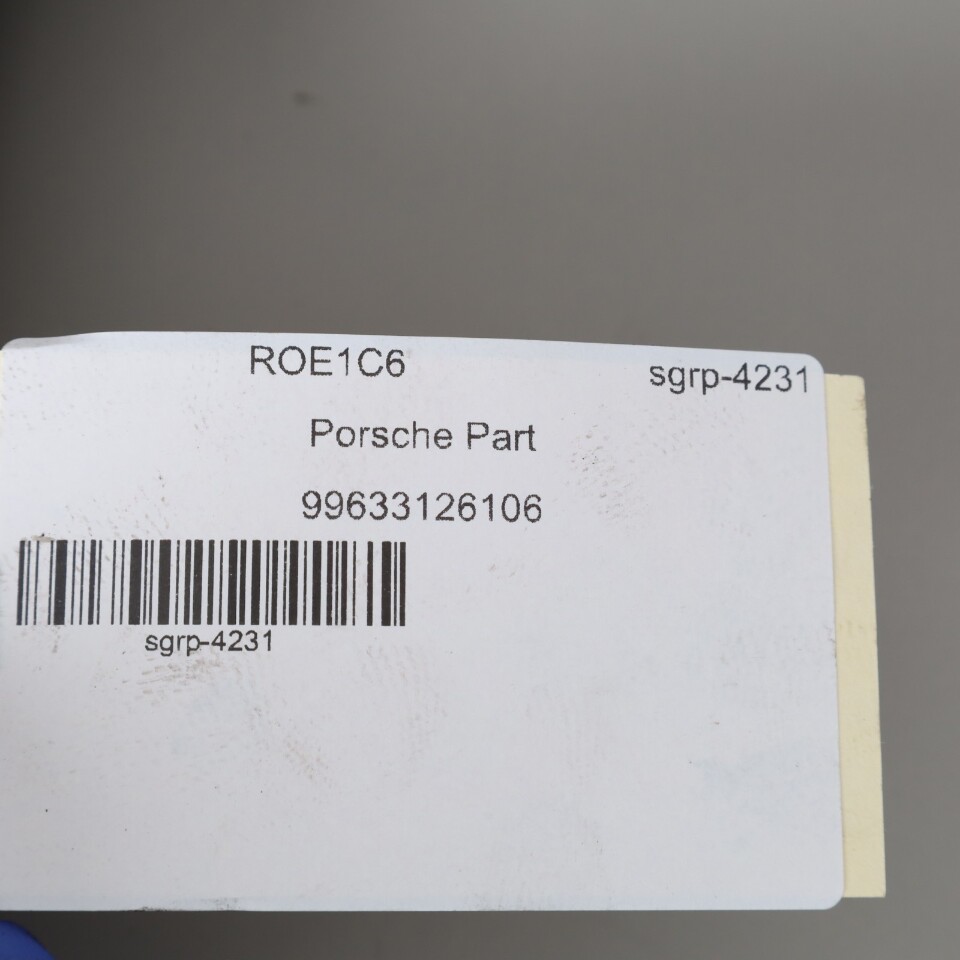 ROE1C6 sgrp-4231
Porsche Part
99633126106
sgrp-4231